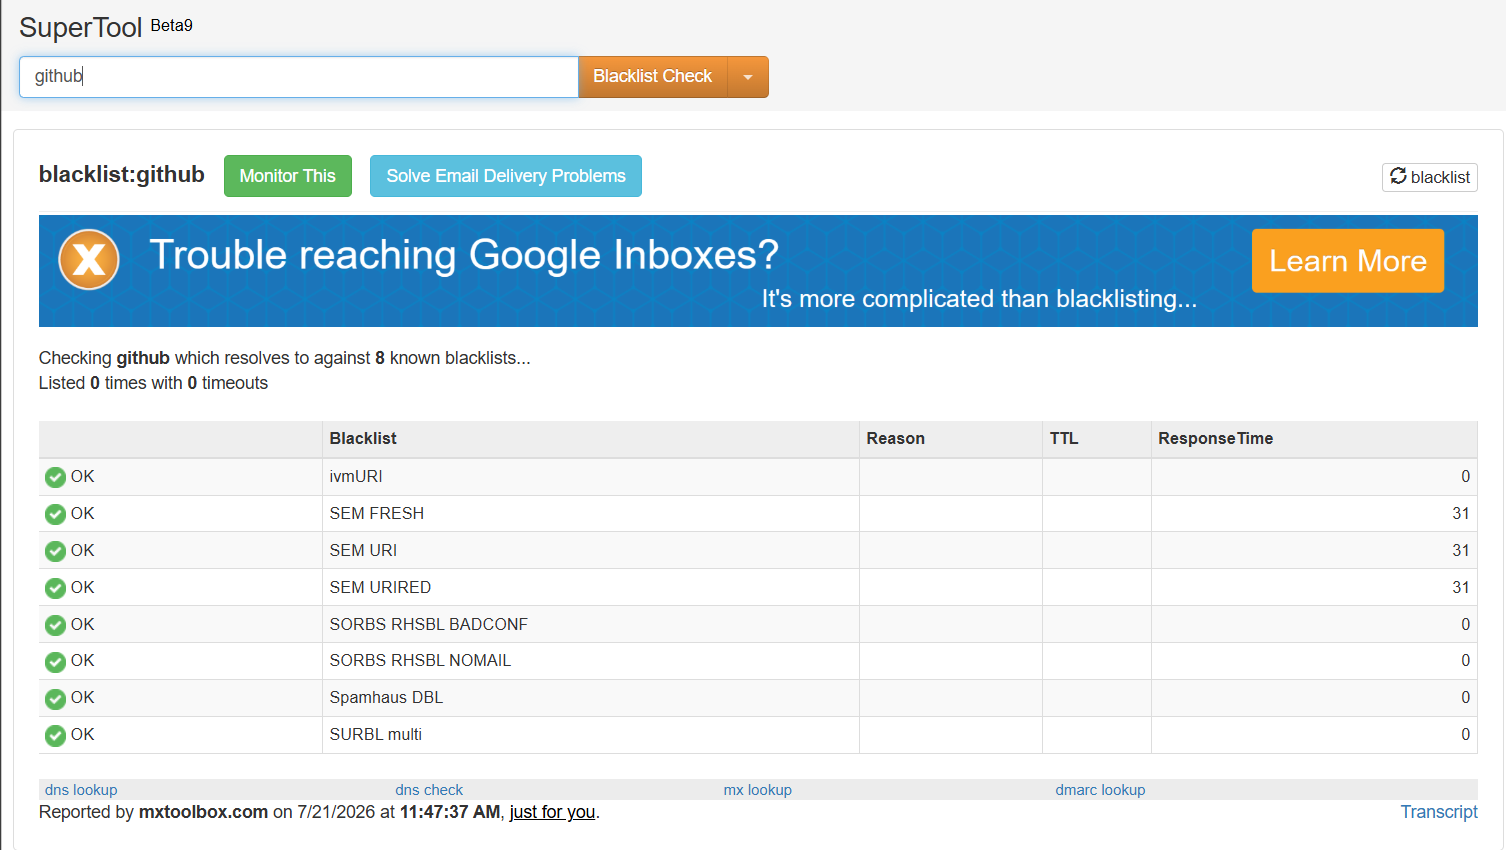 SuperTool Beta9
github
Blacklist Check
blacklist:github
Monitor This
Solve Email Delivery Problems
blacklist
X
Trouble reaching Google Inboxes?
It's more complicated than blacklisting...
Learn More
Checking github which resolves to against 8 known blacklists...
Listed 0 times with 0 timeouts
Blacklist Reason TTL ResponseTime
OK ivmURI 0
OK SEM FRESH 31
OK SEM URI 31
OK SEM URIRED 31
OK SORBS RHSBL BADCONF 0
OK SORBS RHSBL NOMAIL 0
OK Spamhaus DBL 0
OK SURBL multi 0
dns lookup dns check mx lookup dmarc lookup
Reported by mxtoolbox.com on 7/21/2026 at 11:47:37 AM, just for you.
Transcript